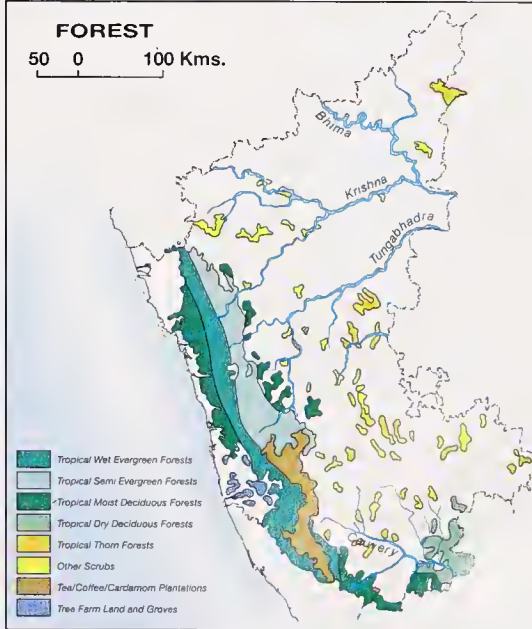 FOREST
50 0 100 Kms.
Bhima
Krishna
Tungabhadra
Cauvery
Tropical Wet Evergreen Forests
Tropical Semi Evergreen Forests
Tropical Moist Deciduous Forests
Tropical Dry Deciduous Forests
Tropical Thorn Forests
Other Scrubs
Tea/Coffee/Cardamom Plantations
Tree Farm Land and Groves